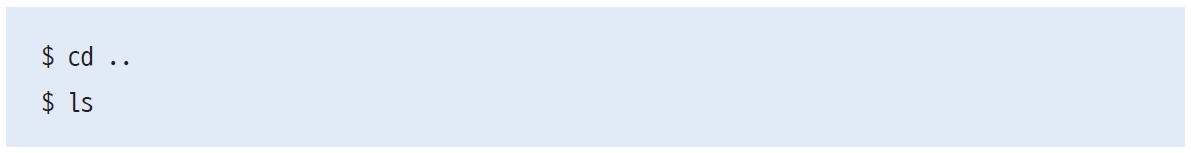 $ cd ..
$ ls